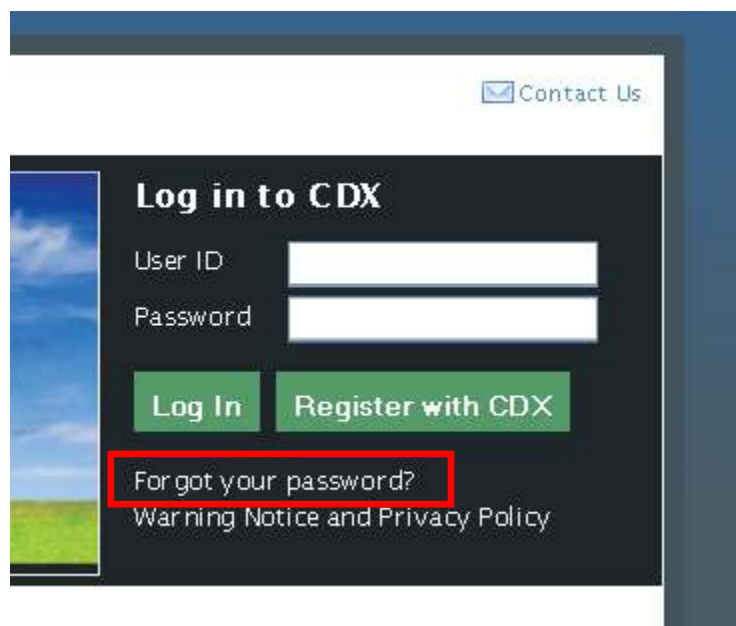 Contact Us
Log in to CDX
User ID
Password
Log In
Register with CDX
Forgot your password?
Warning Notice and Privacy Policy